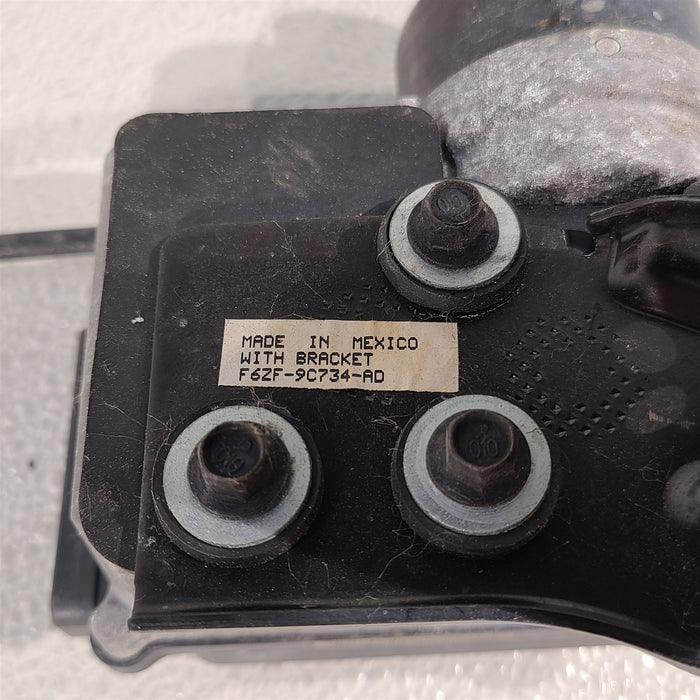 MADE IN MEXICO
WITH BRACKET
F6ZF-9C734-AD